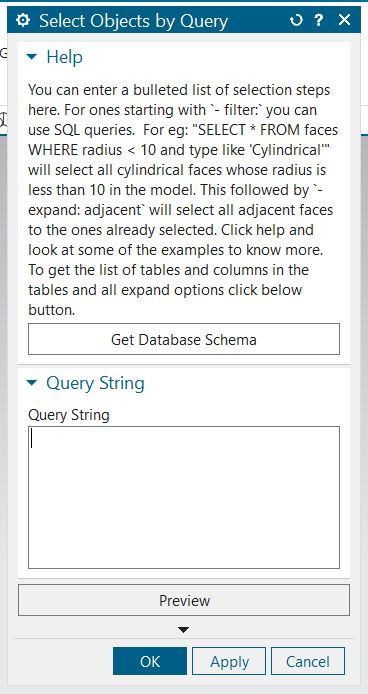 Select Objects by Query
Help
You can enter a bulleted list of selection steps
here. For ones starting with `- filter:` you can
use SQL queries.  For eg: "SELECT * FROM faces
WHERE radius < 10 and type like 'Cylindrical'"
will select all cylindrical faces whose radius is
less than 10 in the model. This followed by `-
expand: adjacent` will select all adjacent faces
to the ones already selected. Click help and
look at some of the examples to know more.
To get the list of tables and columns in the
tables and all expand options click below
button.
Get Database Schema
Query String
Query String
Preview
OK Apply Cancel